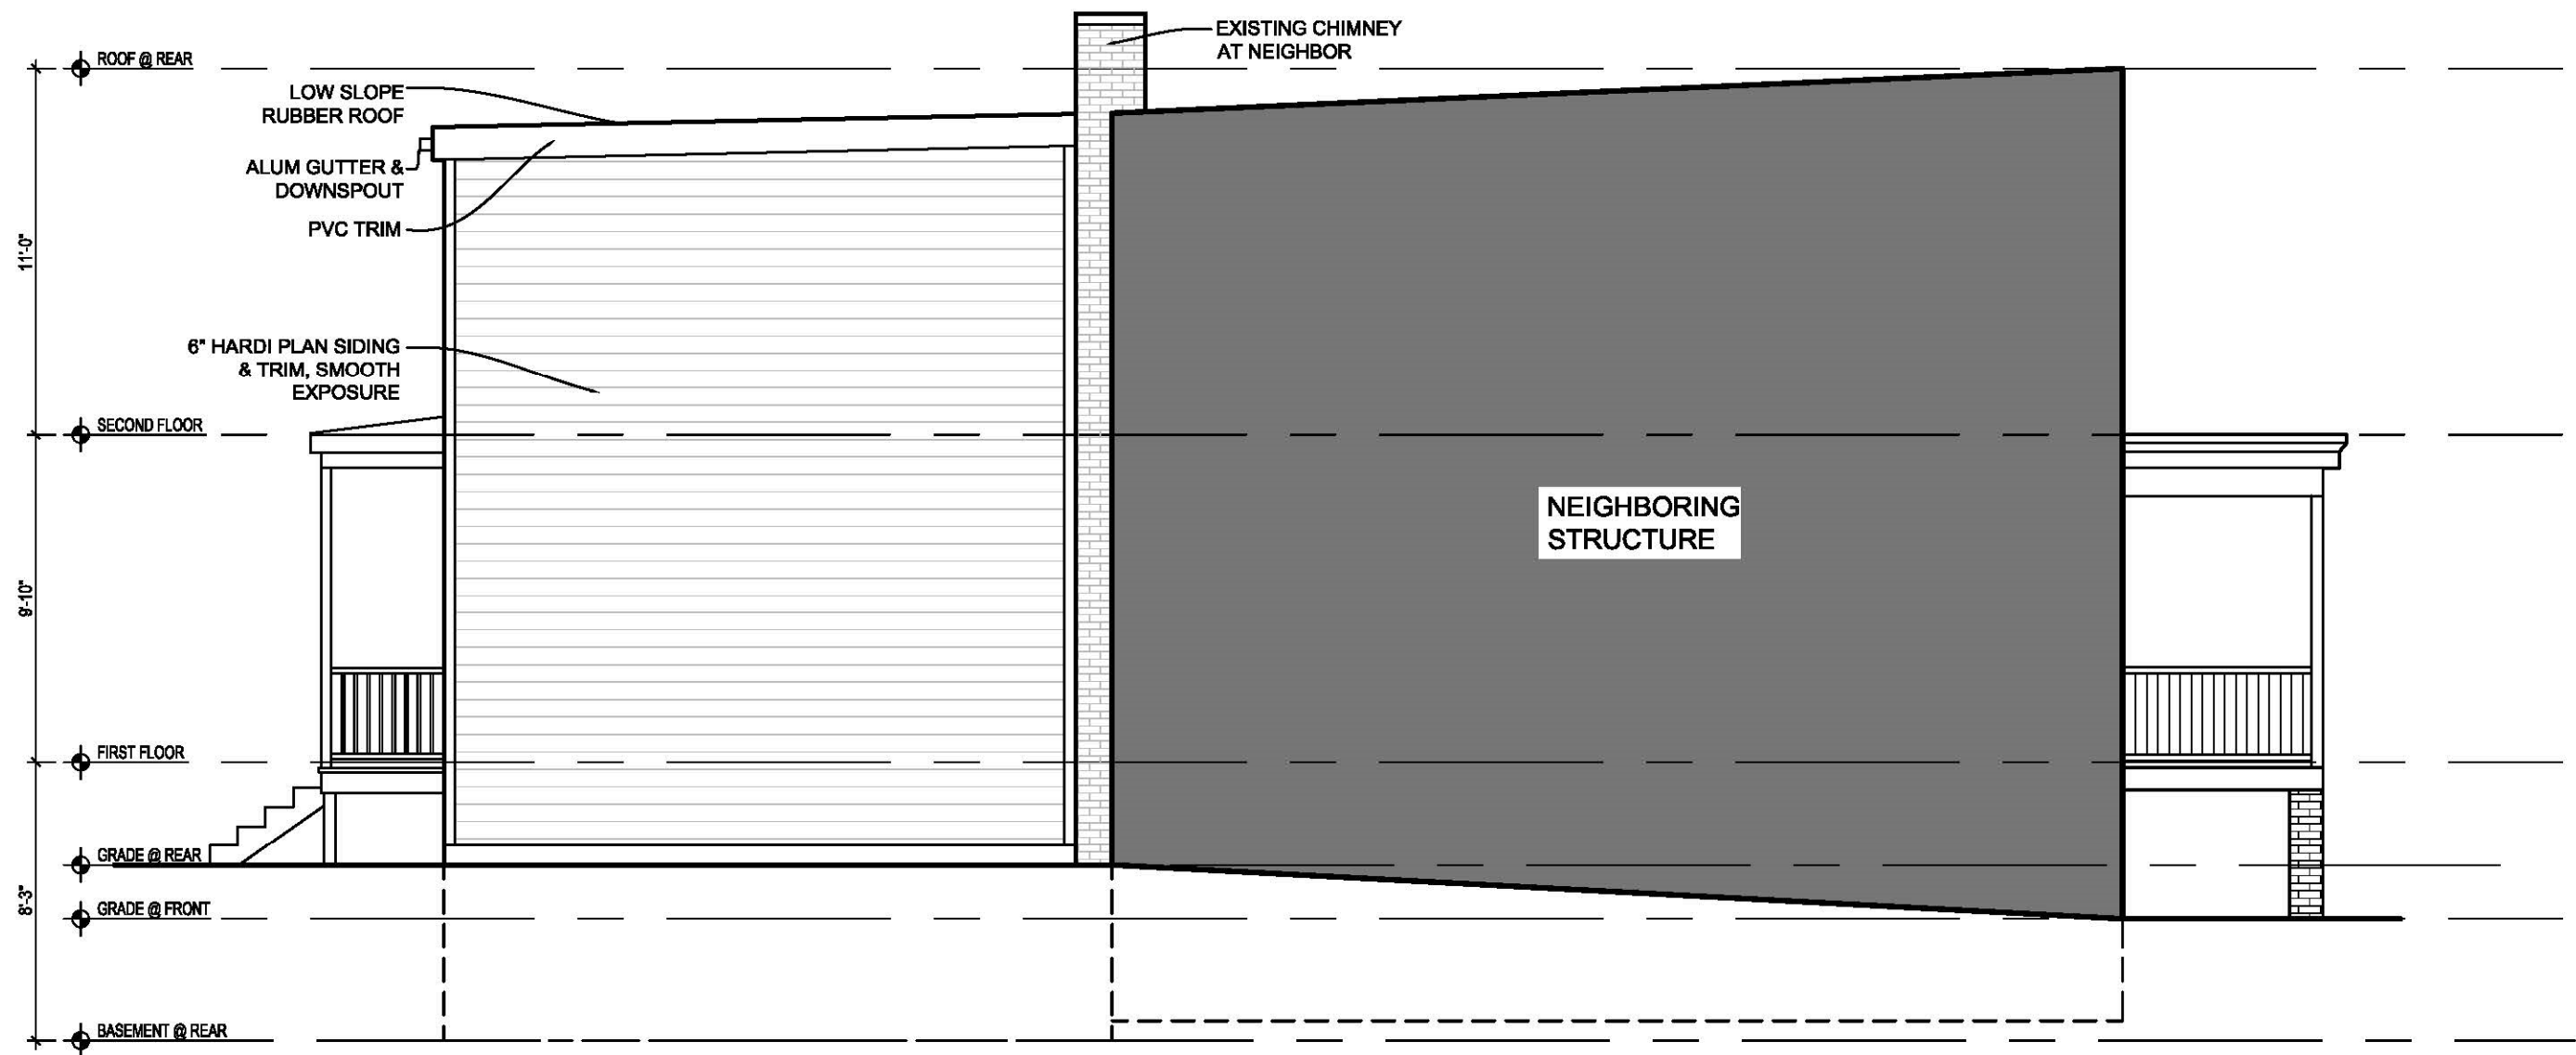 EXISTING CHIMNEY
AT NEIGHBOR
ROOF @ REAR
LOW SLOPE
RUBBER ROOF
ALUM GUTTER &
DOWNSPOUT
PVC TRIM
11'-0"
6" HARDI PLAN SIDING
& TRIM, SMOOTH
EXPOSURE
SECOND FLOOR
NEIGHBORING
STRUCTURE
9'-10"
FIRST FLOOR
GRADE @ REAR
8'-3"
GRADE @ FRONT
BASEMENT @ REAR